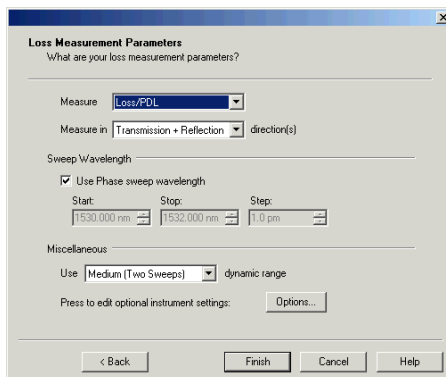 Loss Measurement Parameters
What are your loss measurement parameters?
Measure Loss/PDL
Measure in Transmission + Reflection direction(s)
Sweep Wavelength
Use Phase sweep wavelength
Start: Stop: Step:
1530.000 nm 1532.000 nm 1.0 pm
Miscellaneous
Use Medium (Two Sweeps) dynamic range
Press to edit optional instrument settings: Options...
< Back Finish Cancel Help